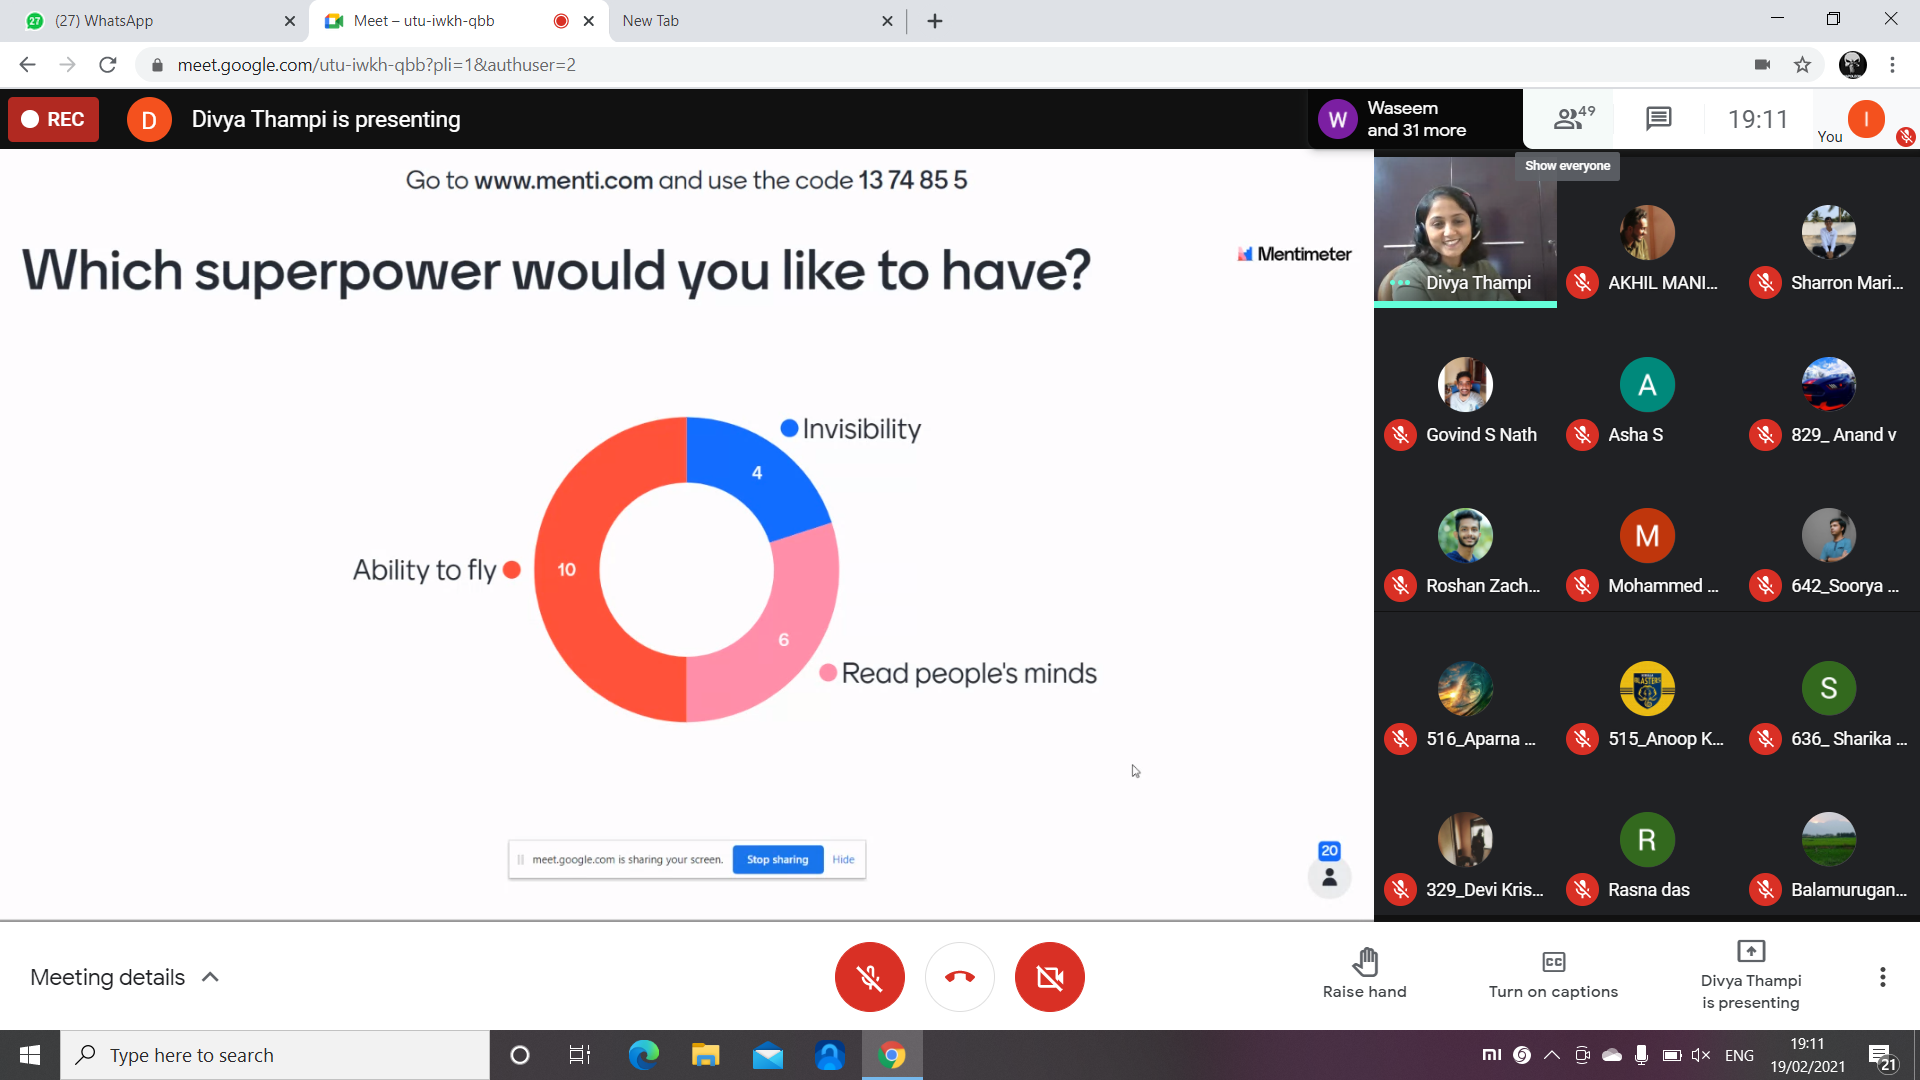 27
(27) WhatsApp
Meet – utu-iwkh-qbb
New Tab
meet.google.com/utu-iwkh-qbb?pli=1&authuser=2
REC
D
Divya Thampi is presenting
W
Waseem
and 31 more
49
19:11
You
I
Show everyone
Go to www.menti.com and use the code 13 74 85 5
Which superpower would you like to have?
Mentimeter
Invisibility
4
Ability to fly
10
6
Read people's minds
meet.google.com is sharing your screen.
Stop sharing
Hide
20
Divya Thampi
AKHIL MANI...
Sharron Mari...
A
Govind S Nath
Asha S
829_ Anand v
M
Roshan Zach...
Mohammed ...
642_Soorya ...
S
516_Aparna ...
515_Anoop K...
636_ Sharika ...
R
329_Devi Kris...
Rasna das
Balamurugan...
Meeting details
Raise hand
CC
Turn on captions
Divya Thampi
is presenting
Type here to search
mi
ENG
19:11
19/02/2021
21